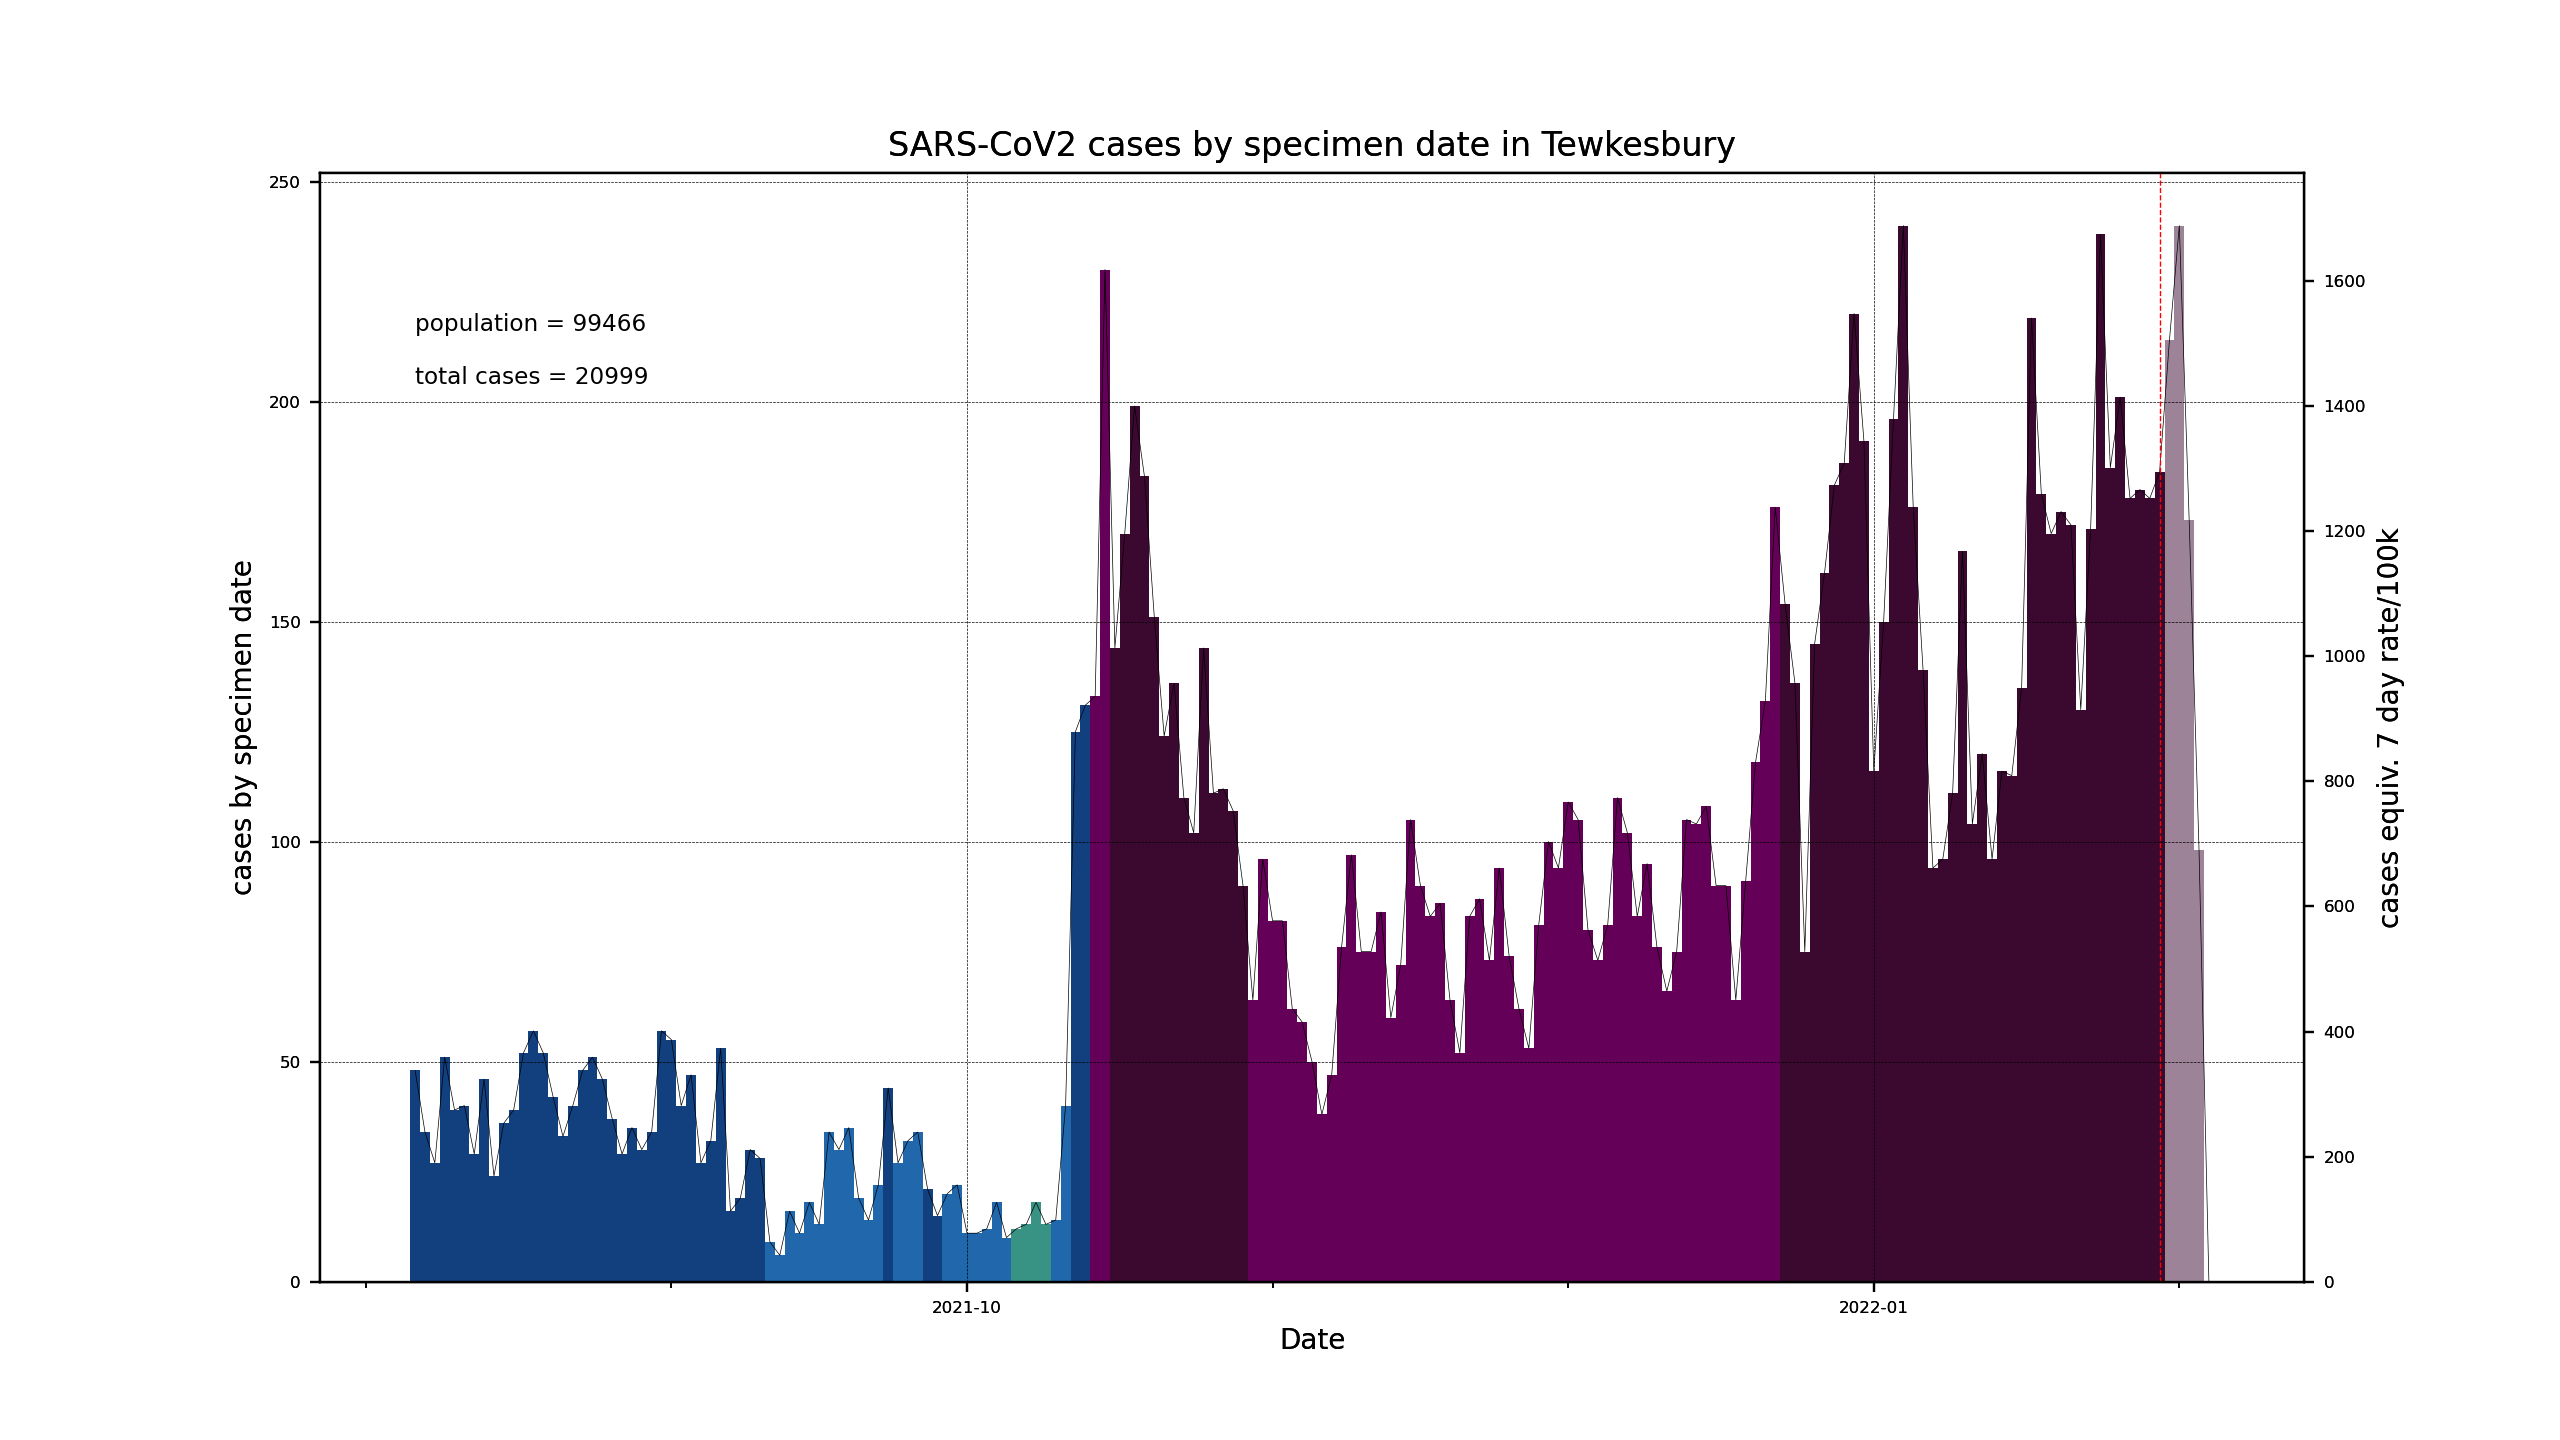 SARS-CoV2 cases by specimen date in Tewkesbury
population = 99466
total cases = 20999
cases by specimen date
250
200
150
100
50
0
1600
1400
1200
1000
800
600
400
200
0
cases equiv. 7 day rate/100k
2021-10
2022-01
Date